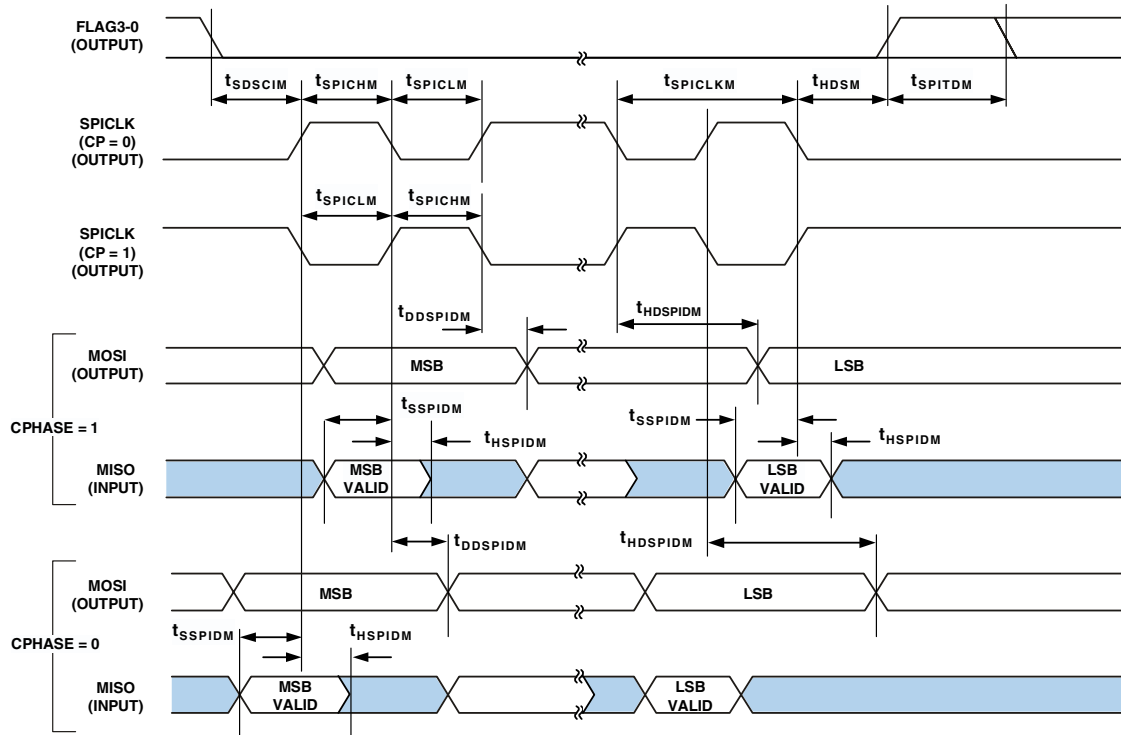 FLAG3-0
(OUTPUT)
tSDSCIM
tSPICHM
tSPICLM
tSPICLKM
tHDSM
tSPITDM
SPICLK
(CP = 0)
(OUTPUT)
tSPICLM
tSPICHM
SPICLK
(CP = 1)
(OUTPUT)
tDDSPIDM
tHDSPIDM
MOSI
(OUTPUT)
MSB
LSB
CPHASE = 1
tSSPIDM
tHSPIDM
tSSPIDM
tHSPIDM
MISO
(INPUT)
MSB
VALID
LSB
VALID
tDDSPIDM
tHDSPIDM
MOSI
(OUTPUT)
MSB
LSB
CPHASE = 0
tSSPIDM
tHSPIDM
MISO
(INPUT)
MSB
VALID
LSB
VALID